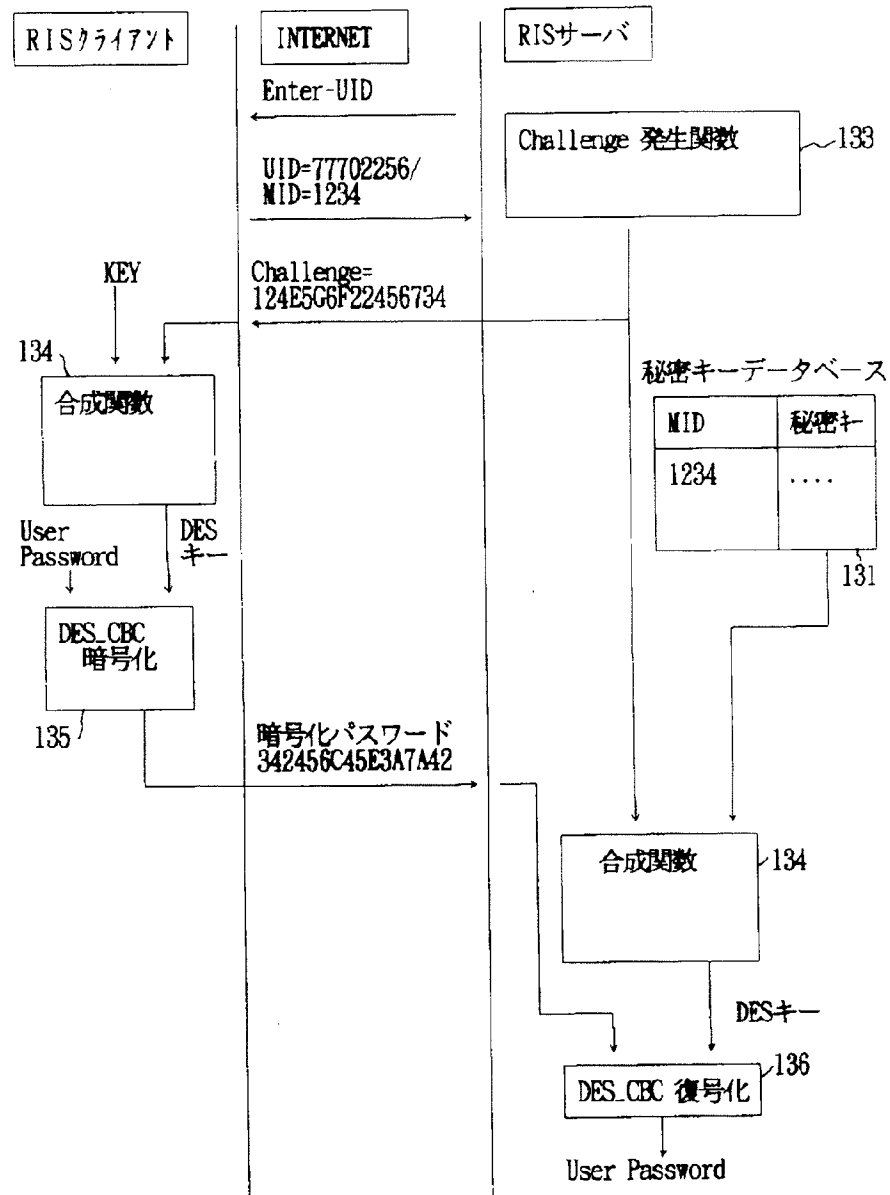 RISクライアント
INTERNET
RISサーバ
Enter-UID
Challenge 発生関数
133
UID=77702256/
MID=1234
KEY
Challenge=
124E5G6F22456734
134
合成関数
秘密キーデータベース
MID 秘密キー
1234 ....
131
User
Password
DES
キー
DES_CBC
暗号化
135
暗号化パスワード
342456C45E3A7A42
合成関数
134
DESキー
DES_CBC 復号化
136
User Password